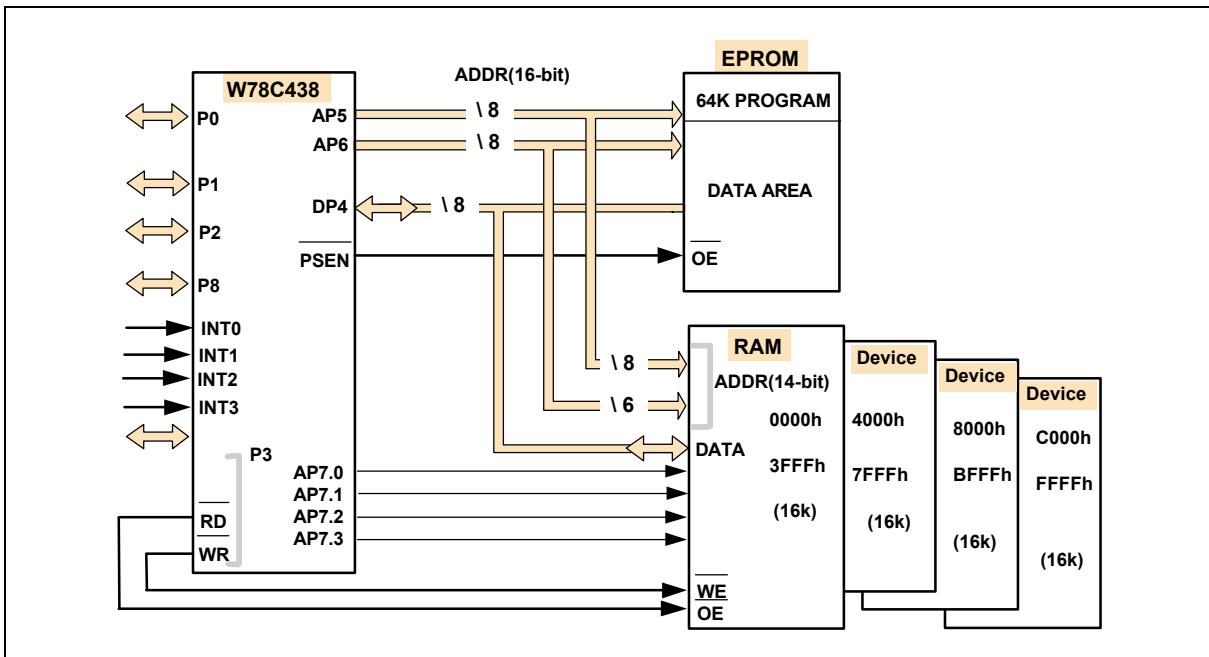 W78C438
P0
P1
P2
P8
INT0
INT1
INT2
INT3
P3
RD
WR
AP5
AP6
DP4
PSEN
AP7.0
AP7.1
AP7.2
AP7.3
ADDR(16-bit)
\ 8
\ 8
\ 8
EPROM
64K PROGRAM
DATA AREA
OE
RAM
\ 8
ADDR(14-bit)
\ 6
0000h
DATA
3FFFh
(16k)
WE
OE
Device
4000h
7FFFh
(16k)
Device
8000h
BFFFh
(16k)
Device
C000h
FFFFh
(16k)